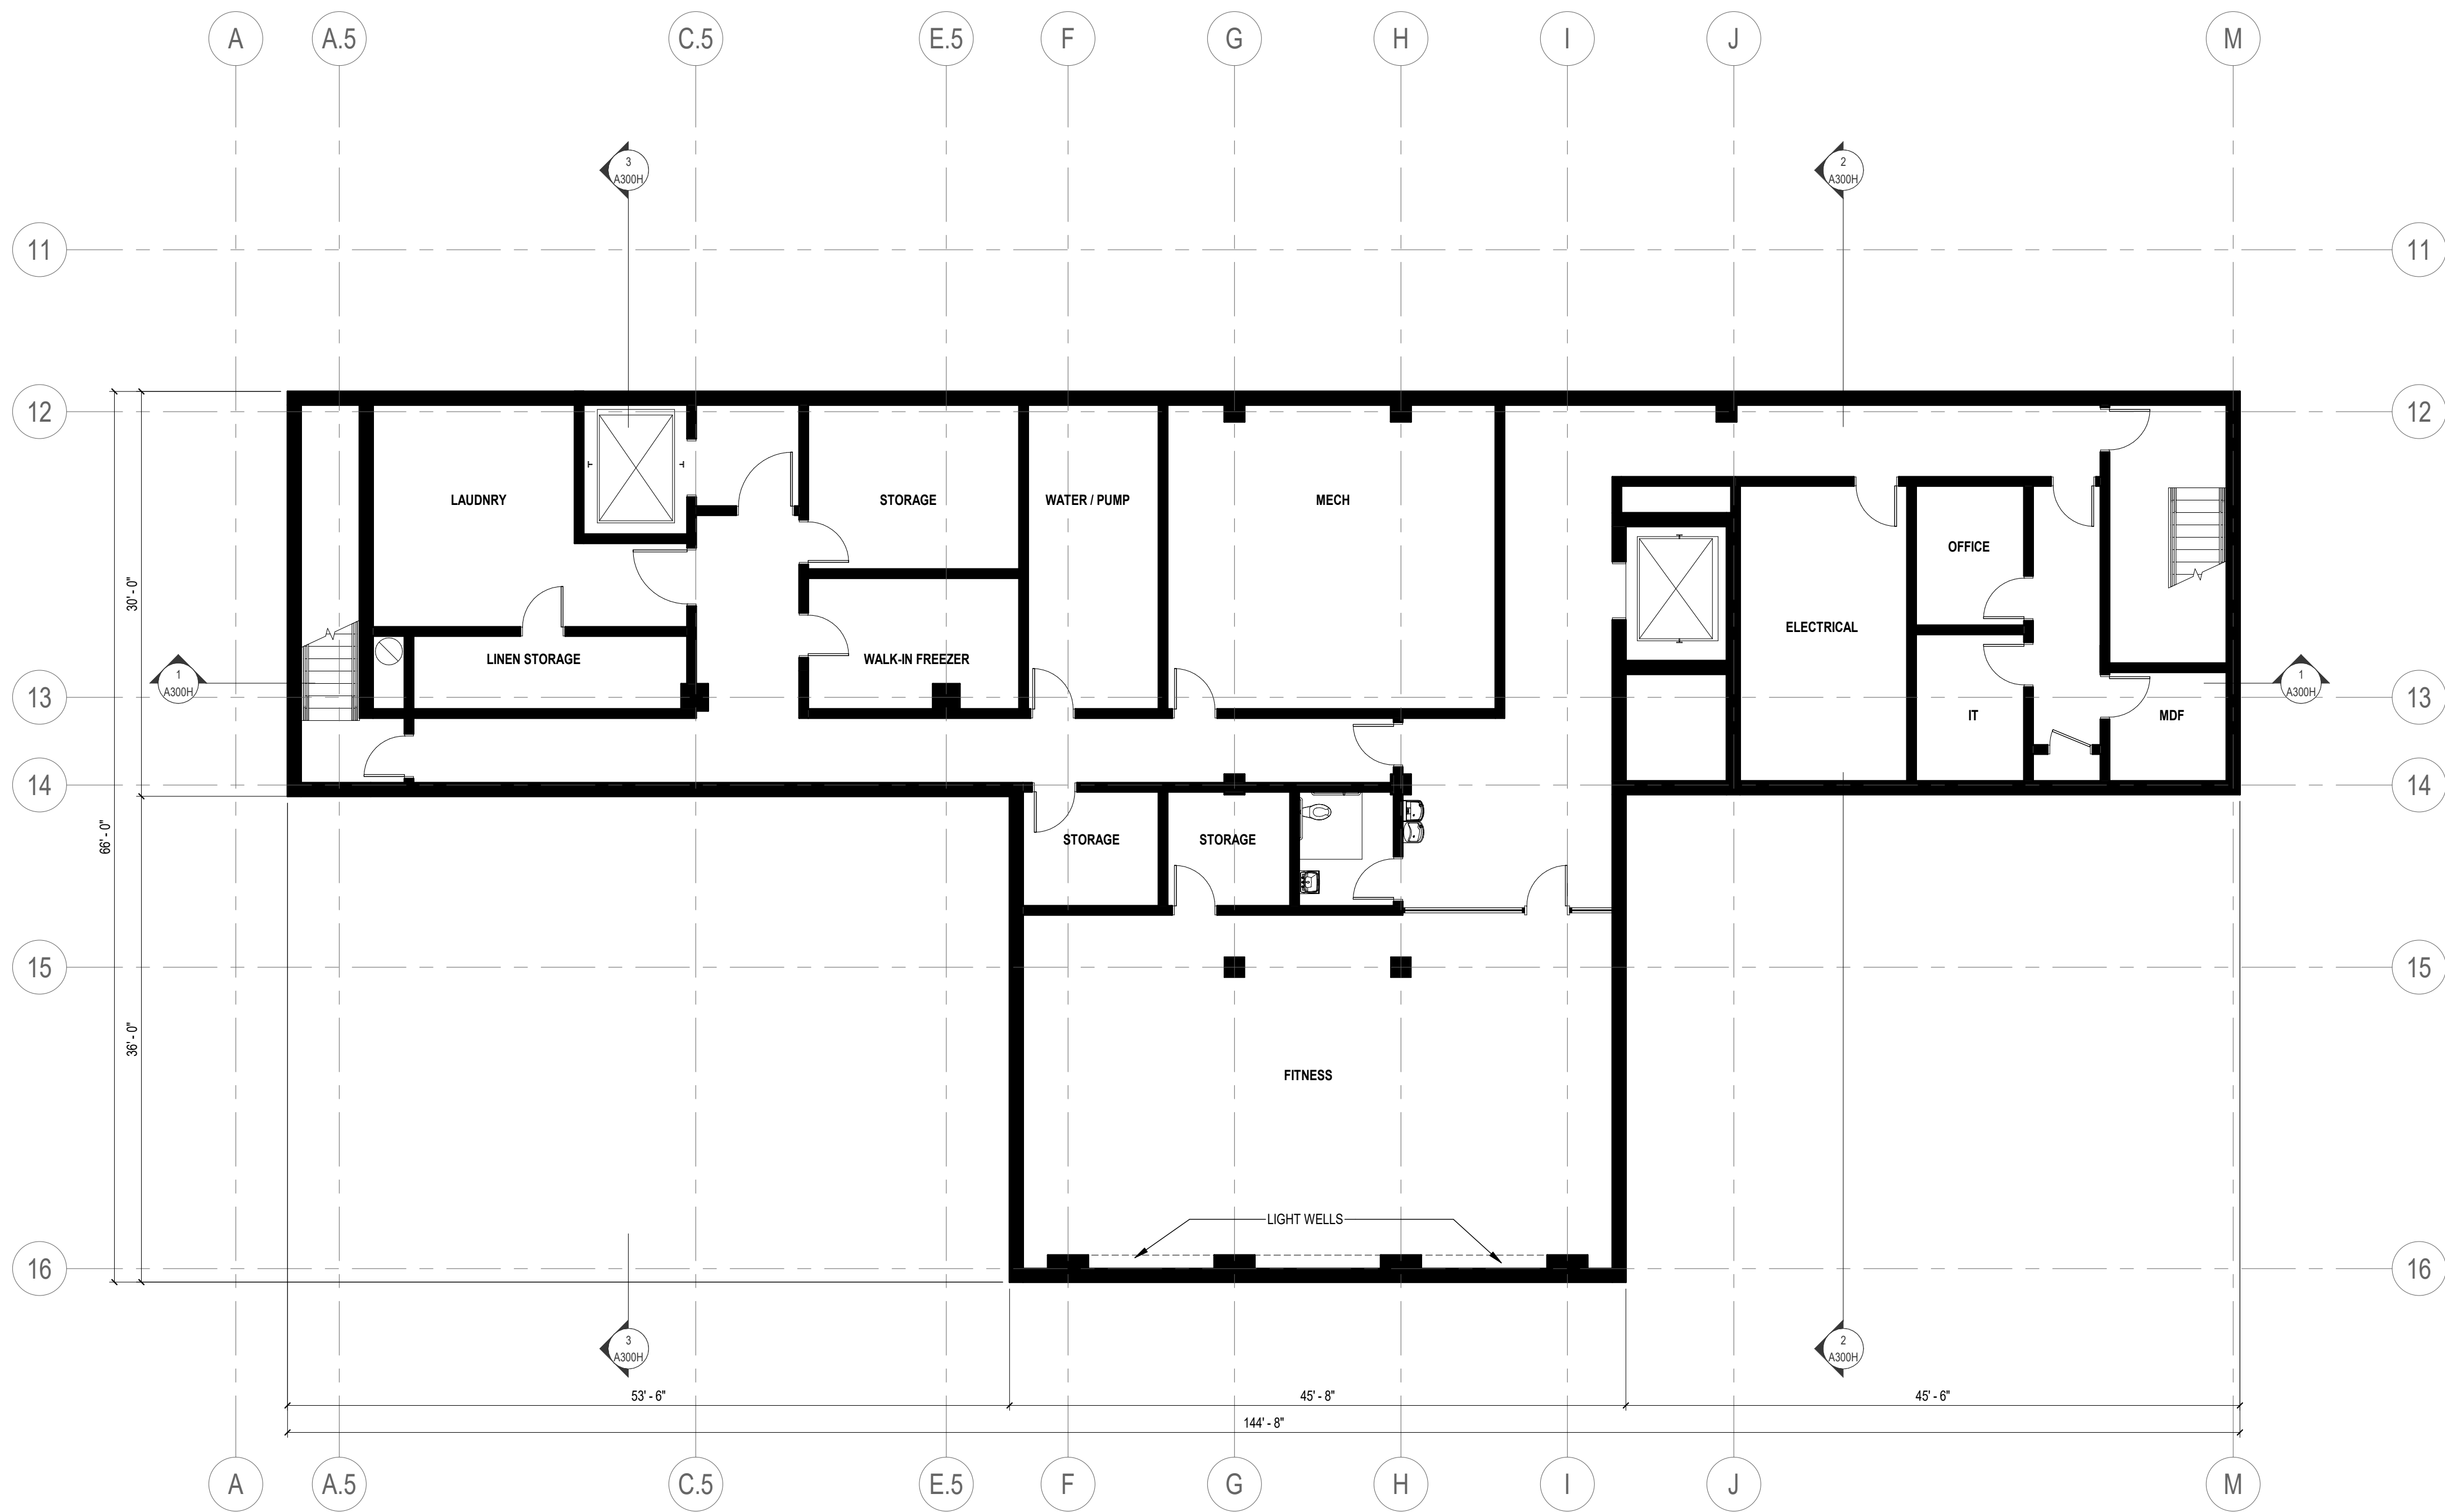 A A.5 C.5 E.5 F G H I J M
3
A300H
2
A300H
11 11
12 12
LAUDNRY
STORAGE
WATER / PUMP
MECH
OFFICE
30' - 0"
ELECTRICAL
LINEN STORAGE
WALK-IN FREEZER
1
A300H
1
A300H
13 13
IT
MDF
14 14
66' - 0"
STORAGE
STORAGE
15 15
36' - 0"
FITNESS
LIGHT WELLS
16 16
3
A300H
2
A300H
53' - 6"
45' - 8"
45' - 6"
144' - 8"
A A.5 C.5 E.5 F G H I J M